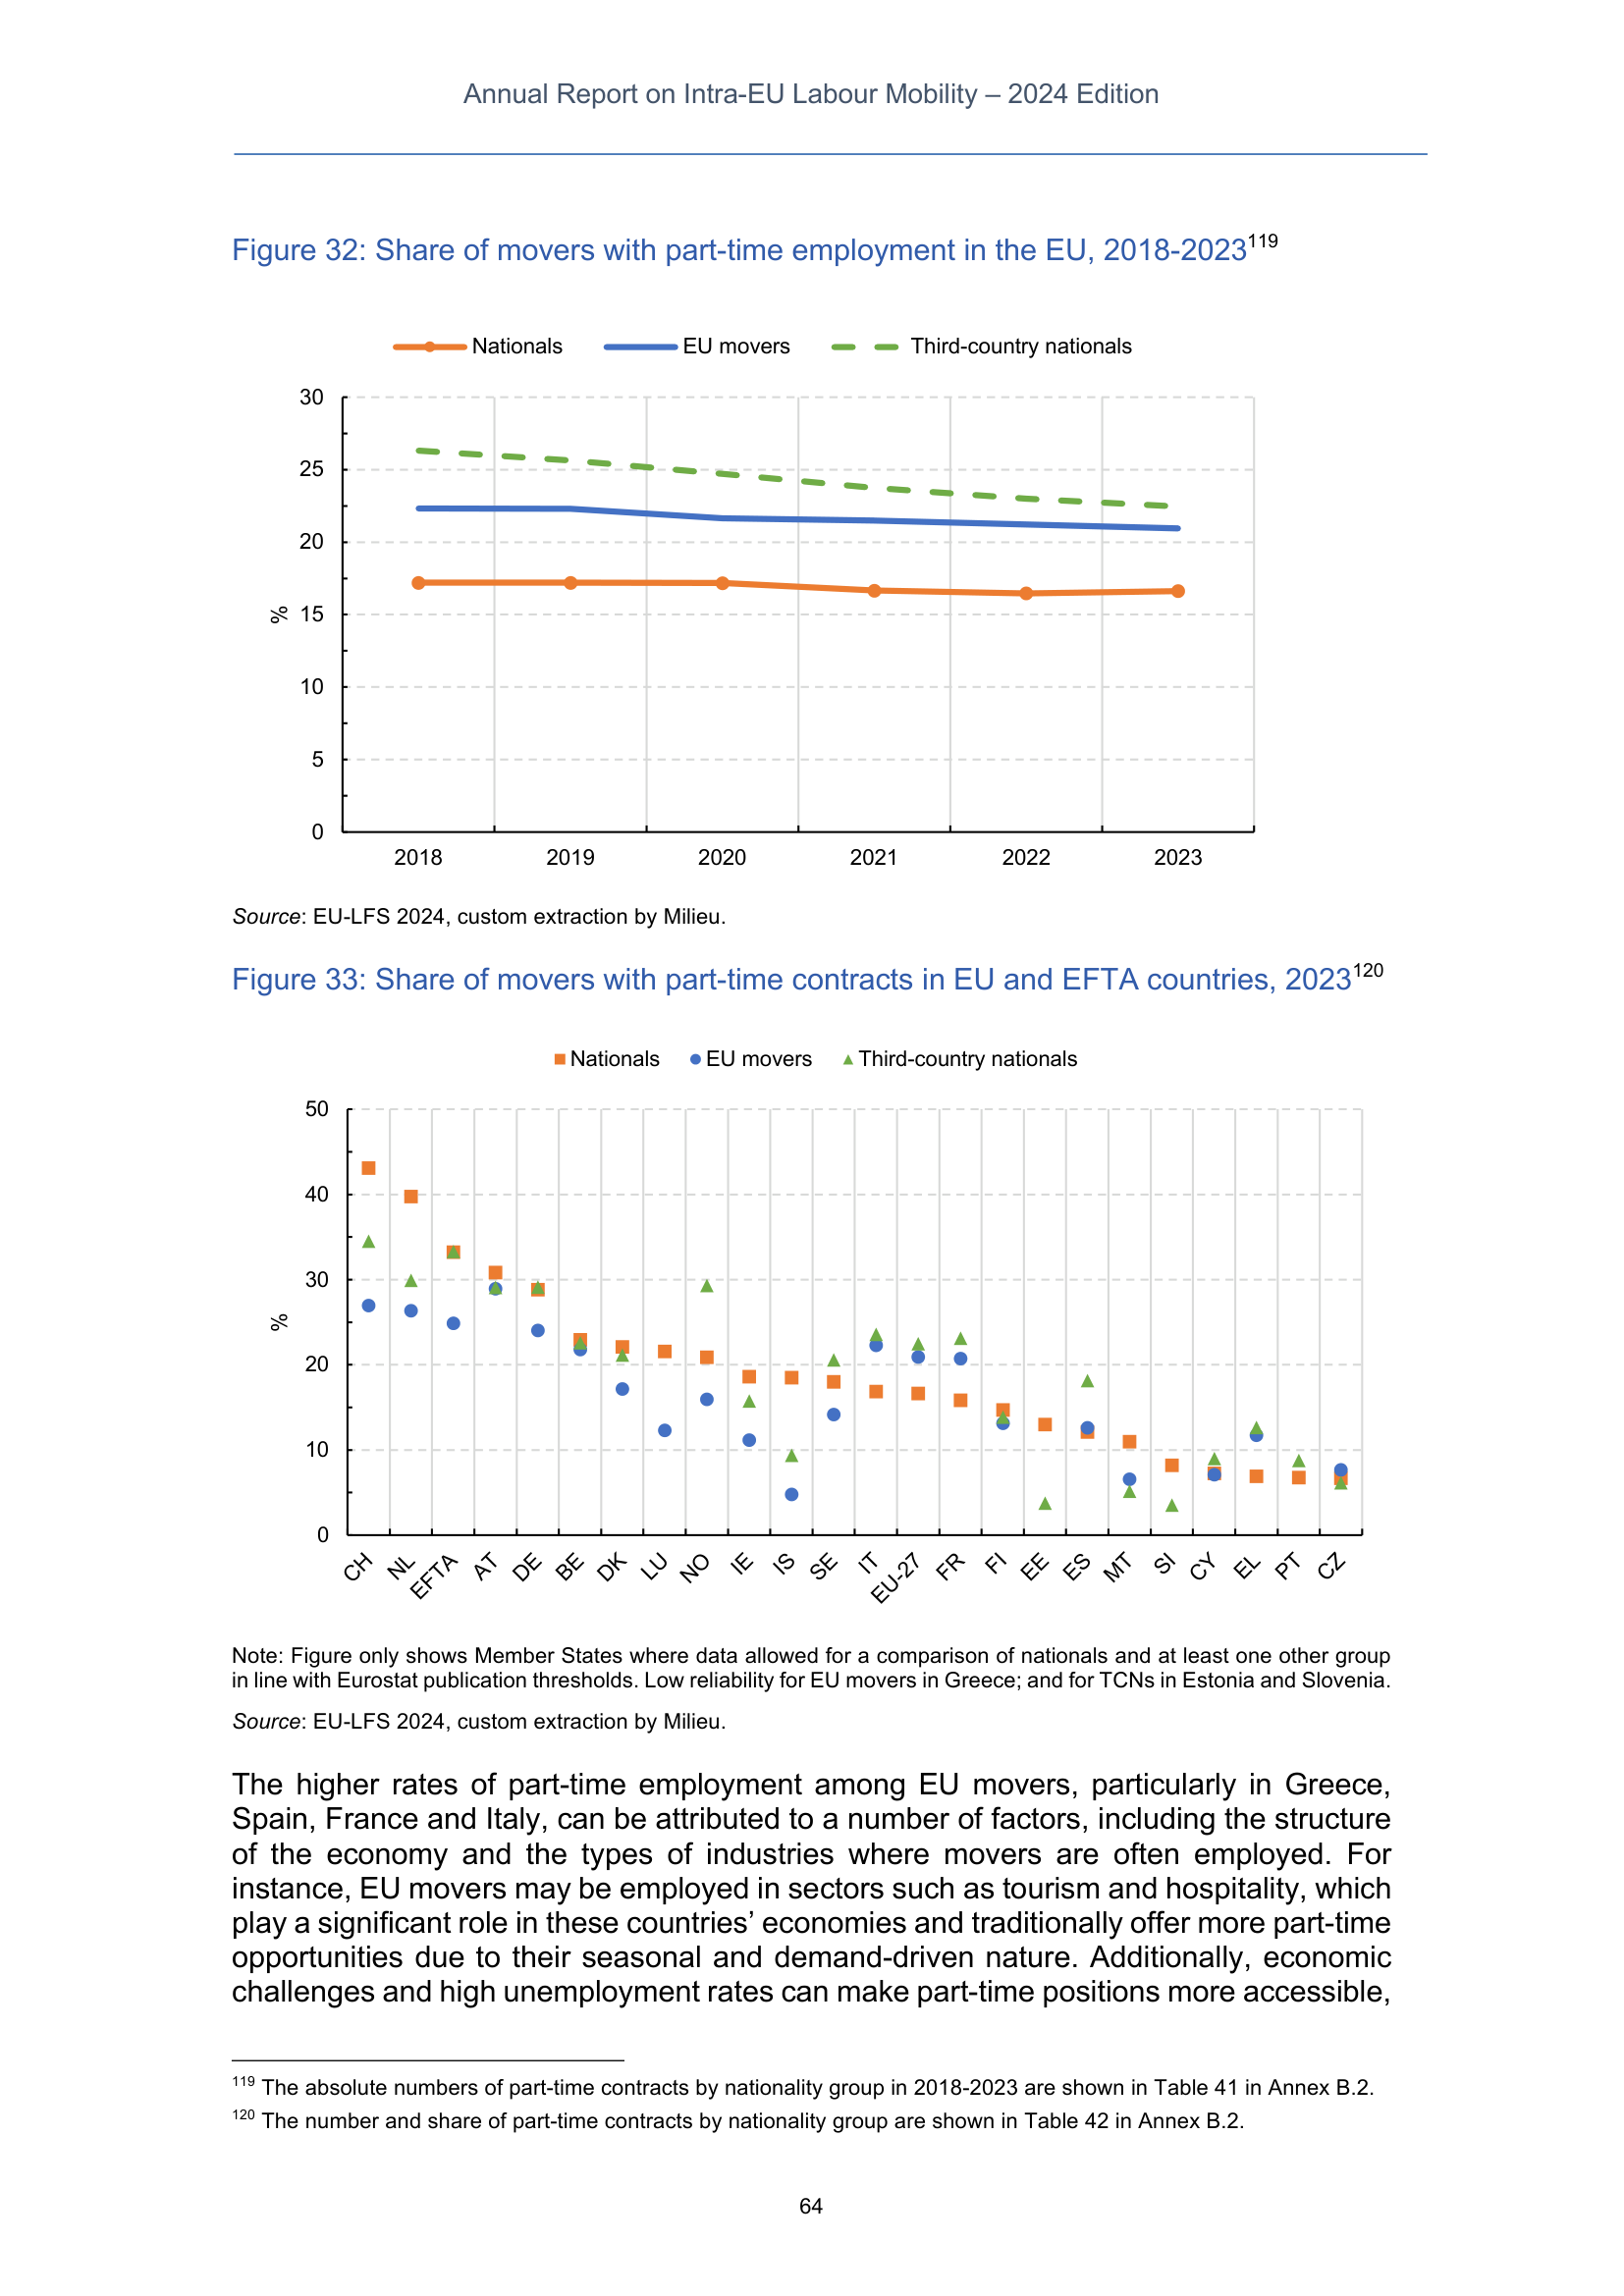 Annual Report on Intra-EU Labour Mobility – 2024 Edition
Figure 32: Share of movers with part-time employment in the EU, 2018-2023119
Nationals EU movers Third-country nationals
30
25
20
15
10
5
0
%
2018 2019 2020 2021 2022 2023
Source: EU-LFS 2024, custom extraction by Milieu.
Figure 33: Share of movers with part-time contracts in EU and EFTA countries, 2023120
Nationals EU movers Third-country nationals
50
40
30
20
10
0
%
CH NL EFTA AT DE BE DK LU NO IE IS SE IT EU-27 FR FI EE ES MT SI CY EL PT CZ
Note: Figure only shows Member States where data allowed for a comparison of nationals and at least one other group
in line with Eurostat publication thresholds. Low reliability for EU movers in Greece; and for TCNs in Estonia and Slovenia.
Source: EU-LFS 2024, custom extraction by Milieu.
The higher rates of part-time employment among EU movers, particularly in Greece,
Spain, France and Italy, can be attributed to a number of factors, including the structure
of the economy and the types of industries where movers are often employed. For
instance, EU movers may be employed in sectors such as tourism and hospitality, which
play a significant role in these countries’ economies and traditionally offer more part-time
opportunities due to their seasonal and demand-driven nature. Additionally, economic
challenges and high unemployment rates can make part-time positions more accessible,
119 The absolute numbers of part-time contracts by nationality group in 2018-2023 are shown in Table 41 in Annex B.2.
120 The number and share of part-time contracts by nationality group are shown in Table 42 in Annex B.2.
64